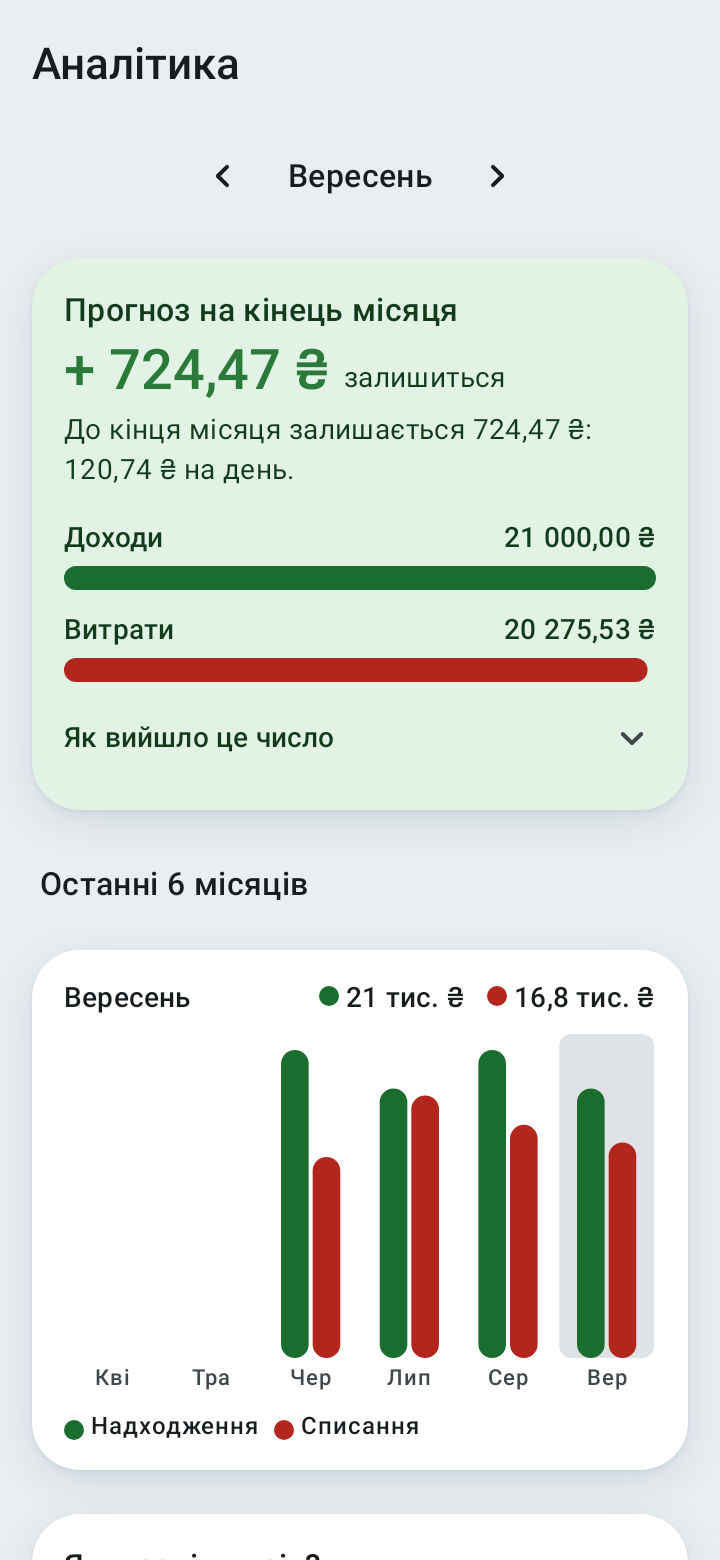 Аналітика
Вересень
Прогноз на кінець місяця
+ 724,47 ₴ залишиться
До кінця місяця залишається 724,47 ₴:
120,74 ₴ на день.
Доходи 21 000,00 ₴
Витрати 20 275,53 ₴
Як вийшло це число
Останні 6 місяців
Вересень 21 тис. ₴ 16,8 тис. ₴
Кві Тра Чер Лип Сер Вер
Надходження Списання